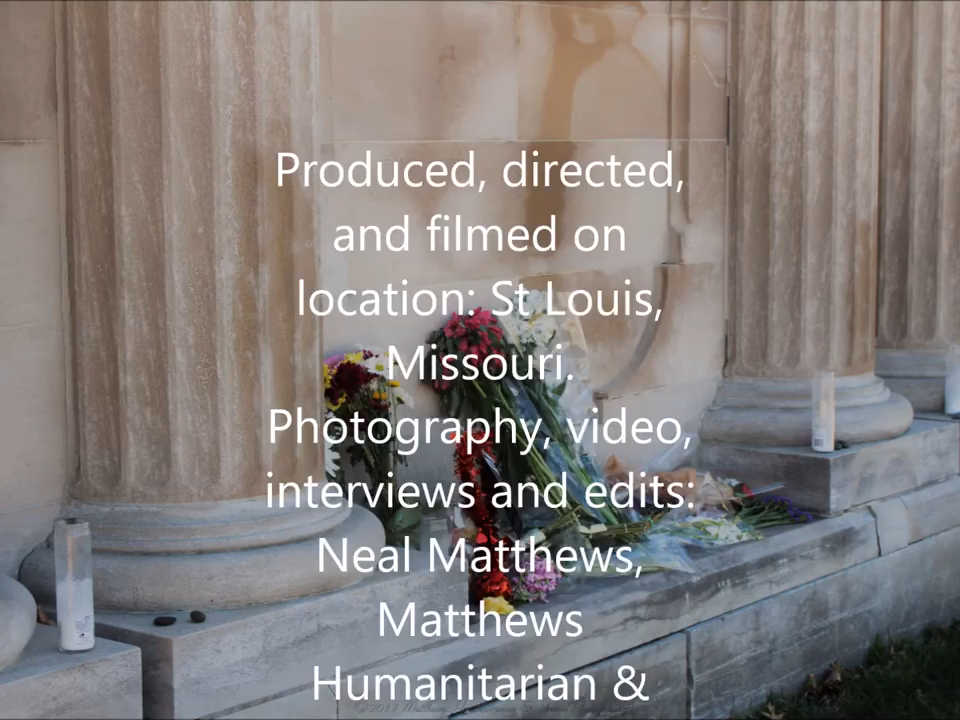 Produced, directed,
and filmed on
location: St Louis,
Missouri.
Photography, video,
interviews and edits:
Neal Matthews,
Matthews
Humanitarian &